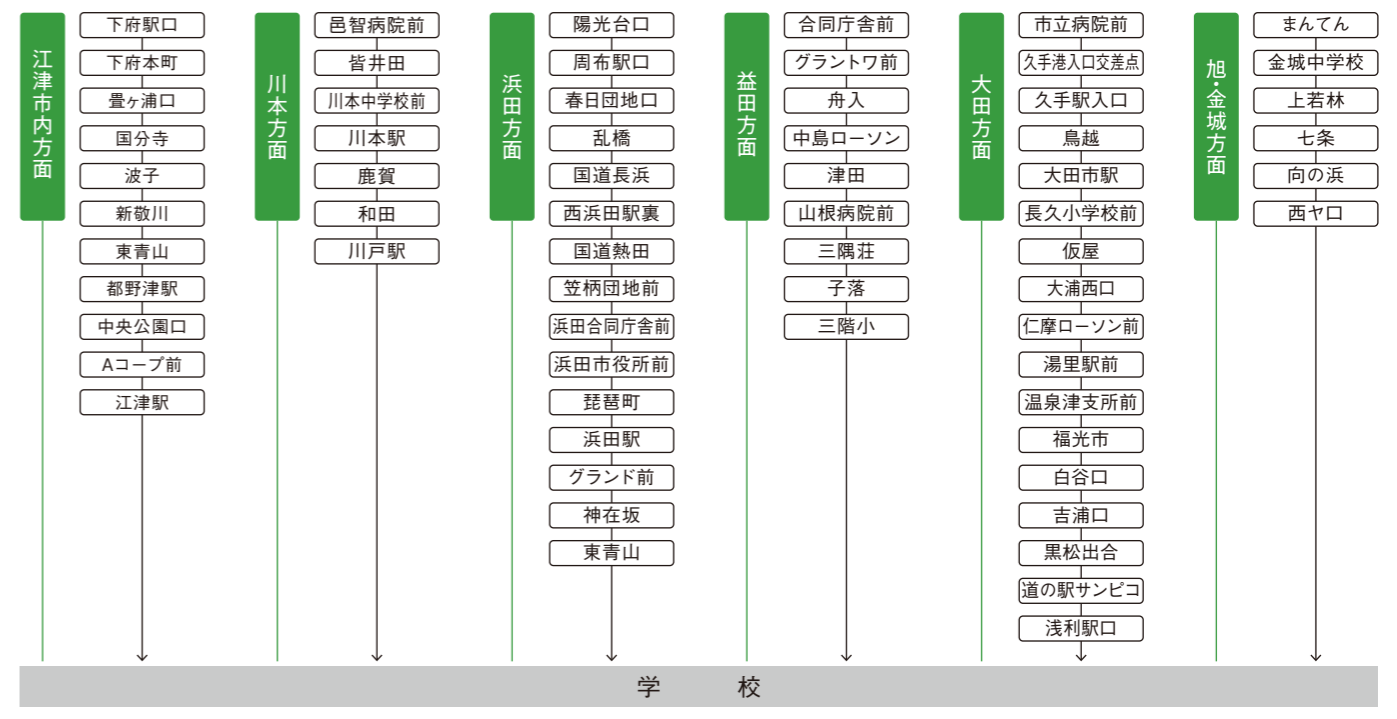 江津市内方面
下府駅口
下府本町
畳ヶ浦口
国分寺
波子
新敬川
東青山
都野津駅
中央公園口
Aコープ前
江津駅
川本方面
邑智病院前
皆井田
川本中学校前
川本駅
鹿賀
和田
川戸駅
浜田方面
陽光台口
周布駅口
春日団地口
乱橋
国道長浜
西浜田駅裏
国道熱田
笠柄団地前
浜田合同庁舎前
浜田市役所前
琵琶町
浜田駅
グランド前
神在坂
東青山
益田方面
合同庁舎前
グラントワ前
舟入
中島ローソン
津田
山根病院前
三隅荘
子落
三階小
大田方面
市立病院前
久手港入口交差点
久手駅入口
鳥越
大田市駅
長久小学校前
仮屋
大浦西口
仁摩ローソン前
湯里駅前
温泉津支所前
福光市
白谷口
吉浦口
黒松出合
道の駅サンピコ
浅利駅口
旭・金城方面
まんてん
金城中学校
上若林
七条
向の浜
西ヤ口
学 校